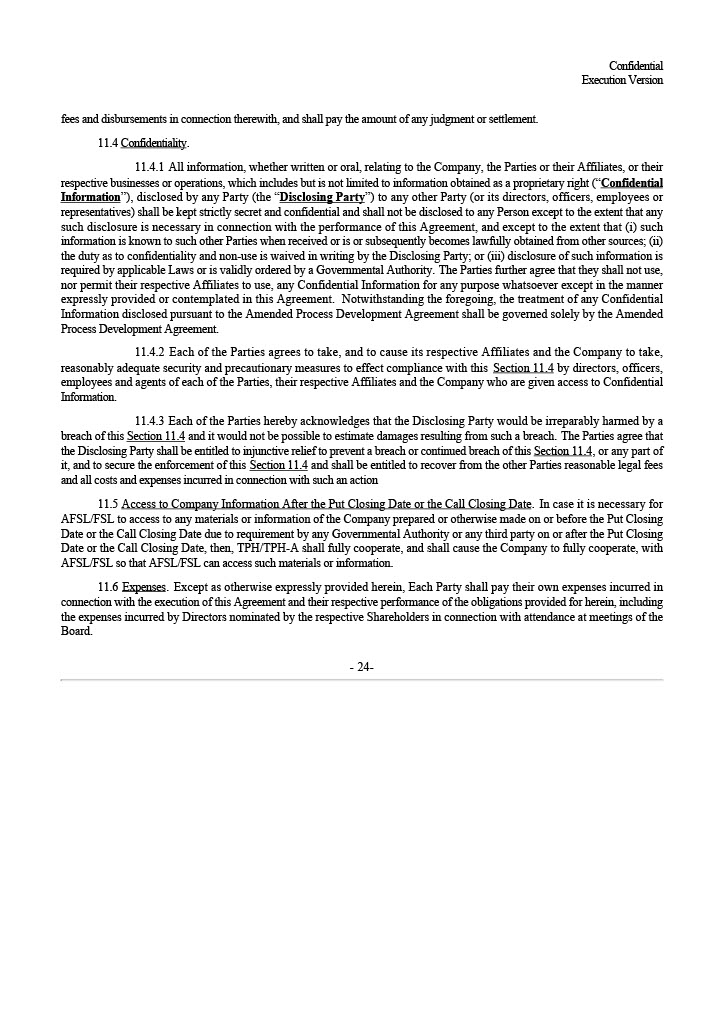 Confidential
Execution Version
fees and disbursements in connection therewith, and shall pay the amount of any judgment or settlement.
11.4 Confidentiality.
11.4.1 All information, whether written or oral, relating to the Company, the Parties or their Affiliates, or their
respective businesses or operations, which includes but is not limited to information obtained as a proprietary right (“Confidential
Information”), disclosed by any Party (the “Disclosing Party”) to any other Party (or its directors, officers, employees or
representatives) shall be kept strictly secret and confidential and shall not be disclosed to any Person except to the extent that any
such disclosure is necessary in connection with the performance of this Agreement, and except to the extent that (i) such
information is known to such other Parties when received or is or subsequently becomes lawfully obtained from other sources; (ii)
the duty as to confidentiality and non-use is waived in writing by the Disclosing Party; or (iii) disclosure of such information is
required by applicable Laws or is validly ordered by a Governmental Authority. The Parties further agree that they shall not use,
nor permit their respective Affiliates to use, any Confidential Information for any purpose whatsoever except in the manner
expressly provided or contemplated in this Agreement. Notwithstanding the foregoing, the treatment of any Confidential
Information disclosed pursuant to the Amended Process Development Agreement shall be governed solely by the Amended
Process Development Agreement.
11.4.2 Each of the Parties agrees to take, and to cause its respective Affiliates and the Company to take,
reasonably adequate security and precautionary measures to effect compliance with this Section 11.4 by directors, officers,
employees and agents of each of the Parties, their respective Affiliates and the Company who are given access to Confidential
Information.
11.4.3 Each of the Parties hereby acknowledges that the Disclosing Party would be irreparably harmed by a
breach of this Section 11.4 and it would not be possible to estimate damages resulting from such a breach. The Parties agree that
the Disclosing Party shall be entitled to injunctive relief to prevent a breach or continued breach of this Section 11.4, or any part of
it, and to secure the enforcement of this Section 11.4 and shall be entitled to recover from the other Parties reasonable legal fees
and all costs and expenses incurred in connection with such an action
11.5 Access to Company Information After the Put Closing Date or the Call Closing Date. In case it is necessary for
AFSL/FSL to access to any materials or information of the Company prepared or otherwise made on or before the Put Closing
Date or the Call Closing Date due to requirement by any Governmental Authority or any third party on or after the Put Closing
Date or the Call Closing Date, then, TPH/TPH-A shall fully cooperate, and shall cause the Company to fully cooperate, with
AFSL/FSL so that AFSL/FSL can access such materials or information.
11.6 Expenses. Except as otherwise expressly provided herein, Each Party shall pay their own expenses incurred in
connection with the execution of this Agreement and their respective performance of the obligations provided for herein, including
the expenses incurred by Directors nominated by the respective Shareholders in connection with attendance at meetings of the
Board.
- 24-